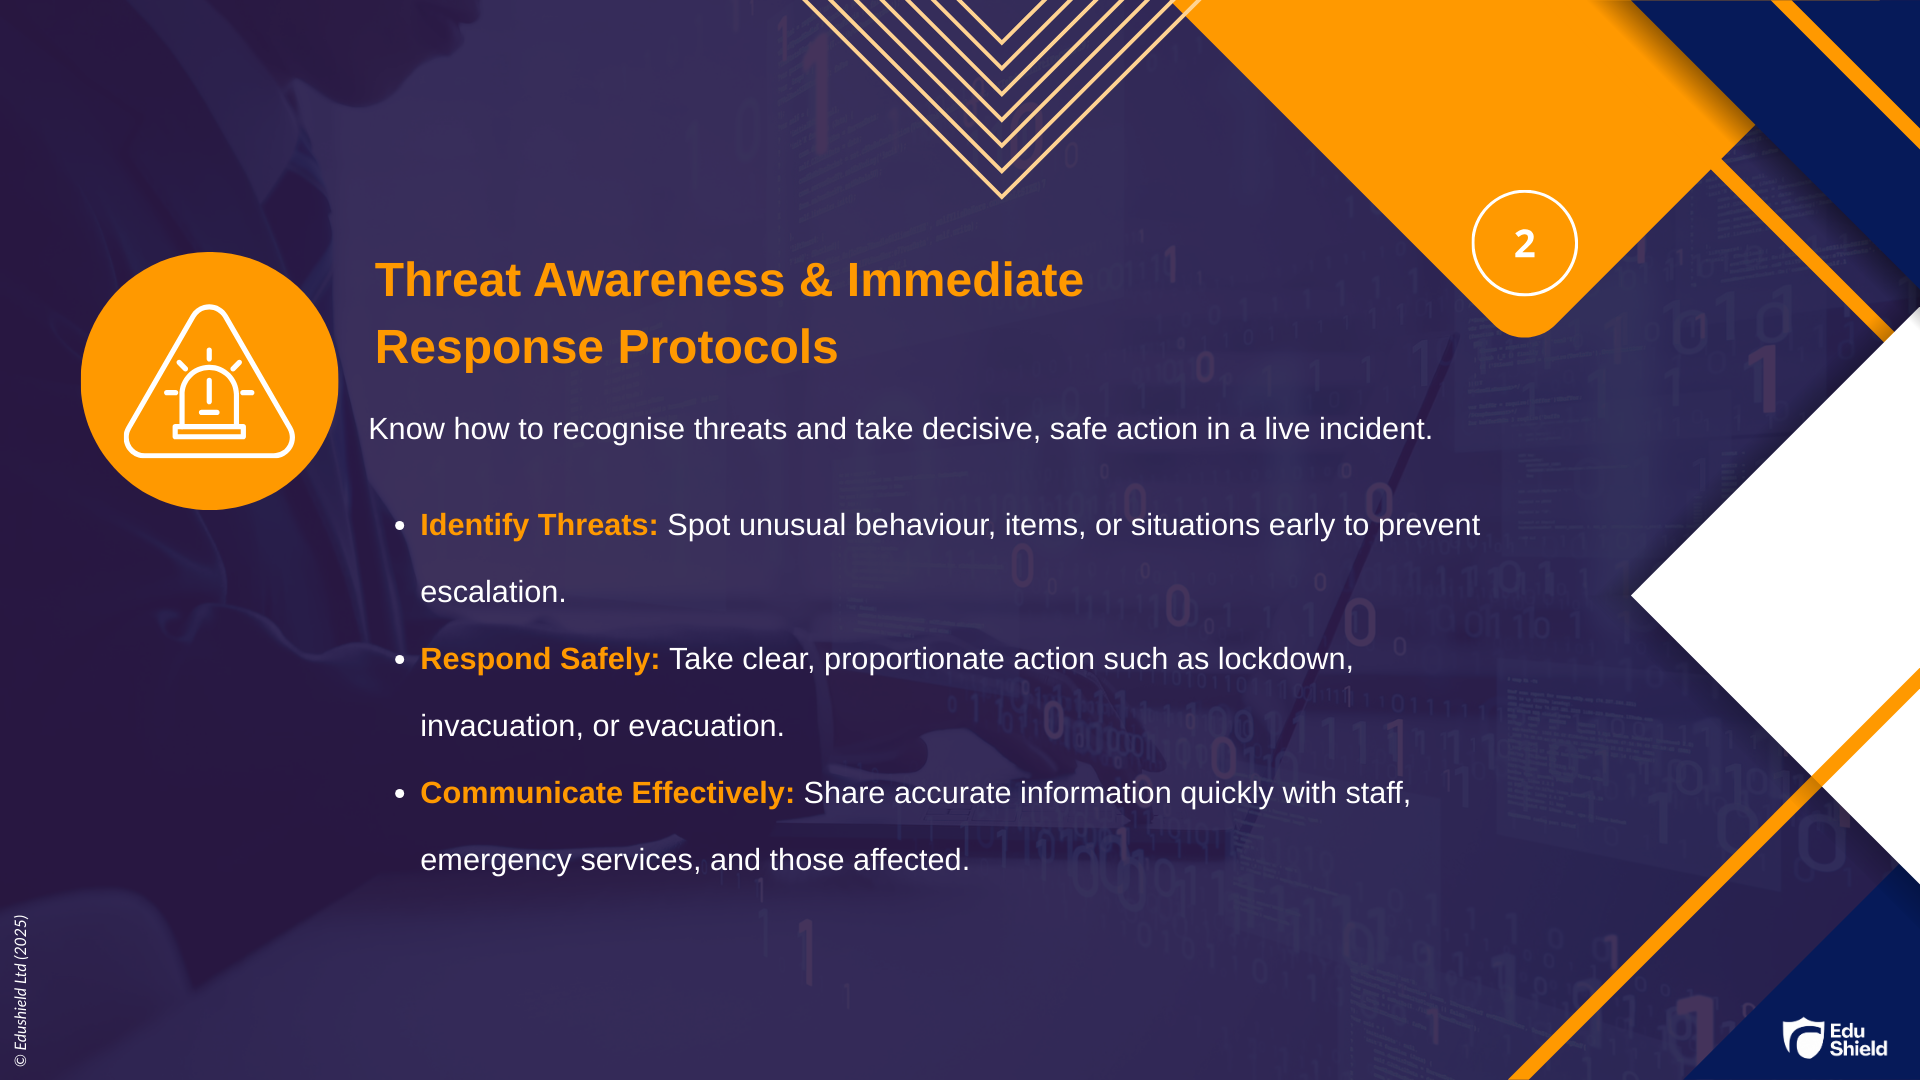 2
Threat Awareness & Immediate
Response Protocols
Know how to recognise threats and take decisive, safe action in a live incident.
• Identify Threats: Spot unusual behaviour, items, or situations early to prevent
escalation.
• Respond Safely: Take clear, proportionate action such as lockdown,
invacuation, or evacuation.
• Communicate Effectively: Share accurate information quickly with staff,
emergency services, and those affected.
© Edushield Ltd (2025)
Edu
Shield